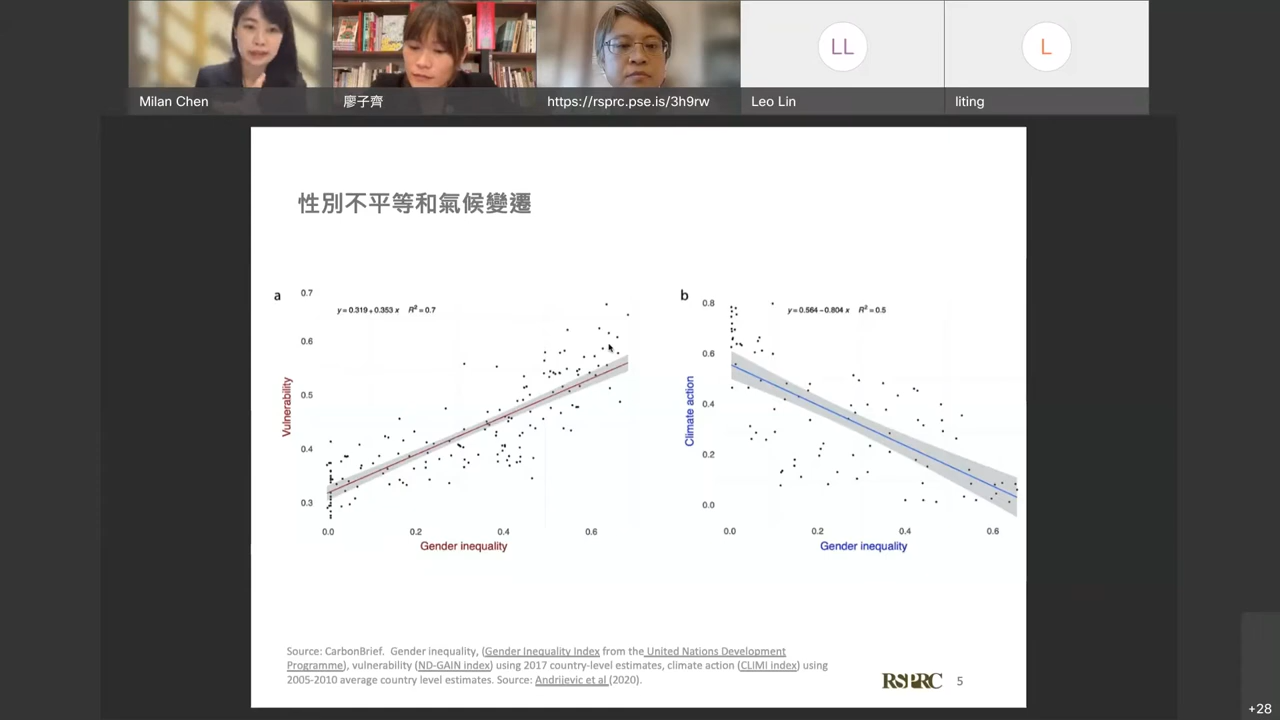 Milan Chen
廖子齊
https://rsprc.pse.is/3h9rw
LL
Leo Lin
L
liting
性別不平等和氣候變遷
a
y = 0.319 + 0.353 x R² = 0.7
0.7
0.6
0.5
0.4
0.3
Vulnerability
0.0 0.2 0.4 0.6
Gender inequality
b
y = 0.564 − 0.804 x R² = 0.5
0.8
0.6
0.4
0.2
0.0
Climate action
0.0 0.2 0.4 0.6
Gender inequality
Source: CarbonBrief. Gender inequality, (Gender Inequality Index from the United Nations Development
Programme), vulnerability (ND-GAIN index) using 2017 country-level estimates, climate action (CLIMI index) using
2005-2010 average country level estimates. Source: Andrijevic et al (2020).
RSPRC
5
+28